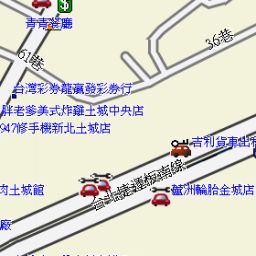 青青餐廳
61巷
36巷
台灣彩券龍瀛發彩券行
胖老爹美式炸雞土城中央店
947修手機新北土城店
吉利貨車出租
台北捷運板南線
肉土城館
蘆洲輪胎金城店
廠